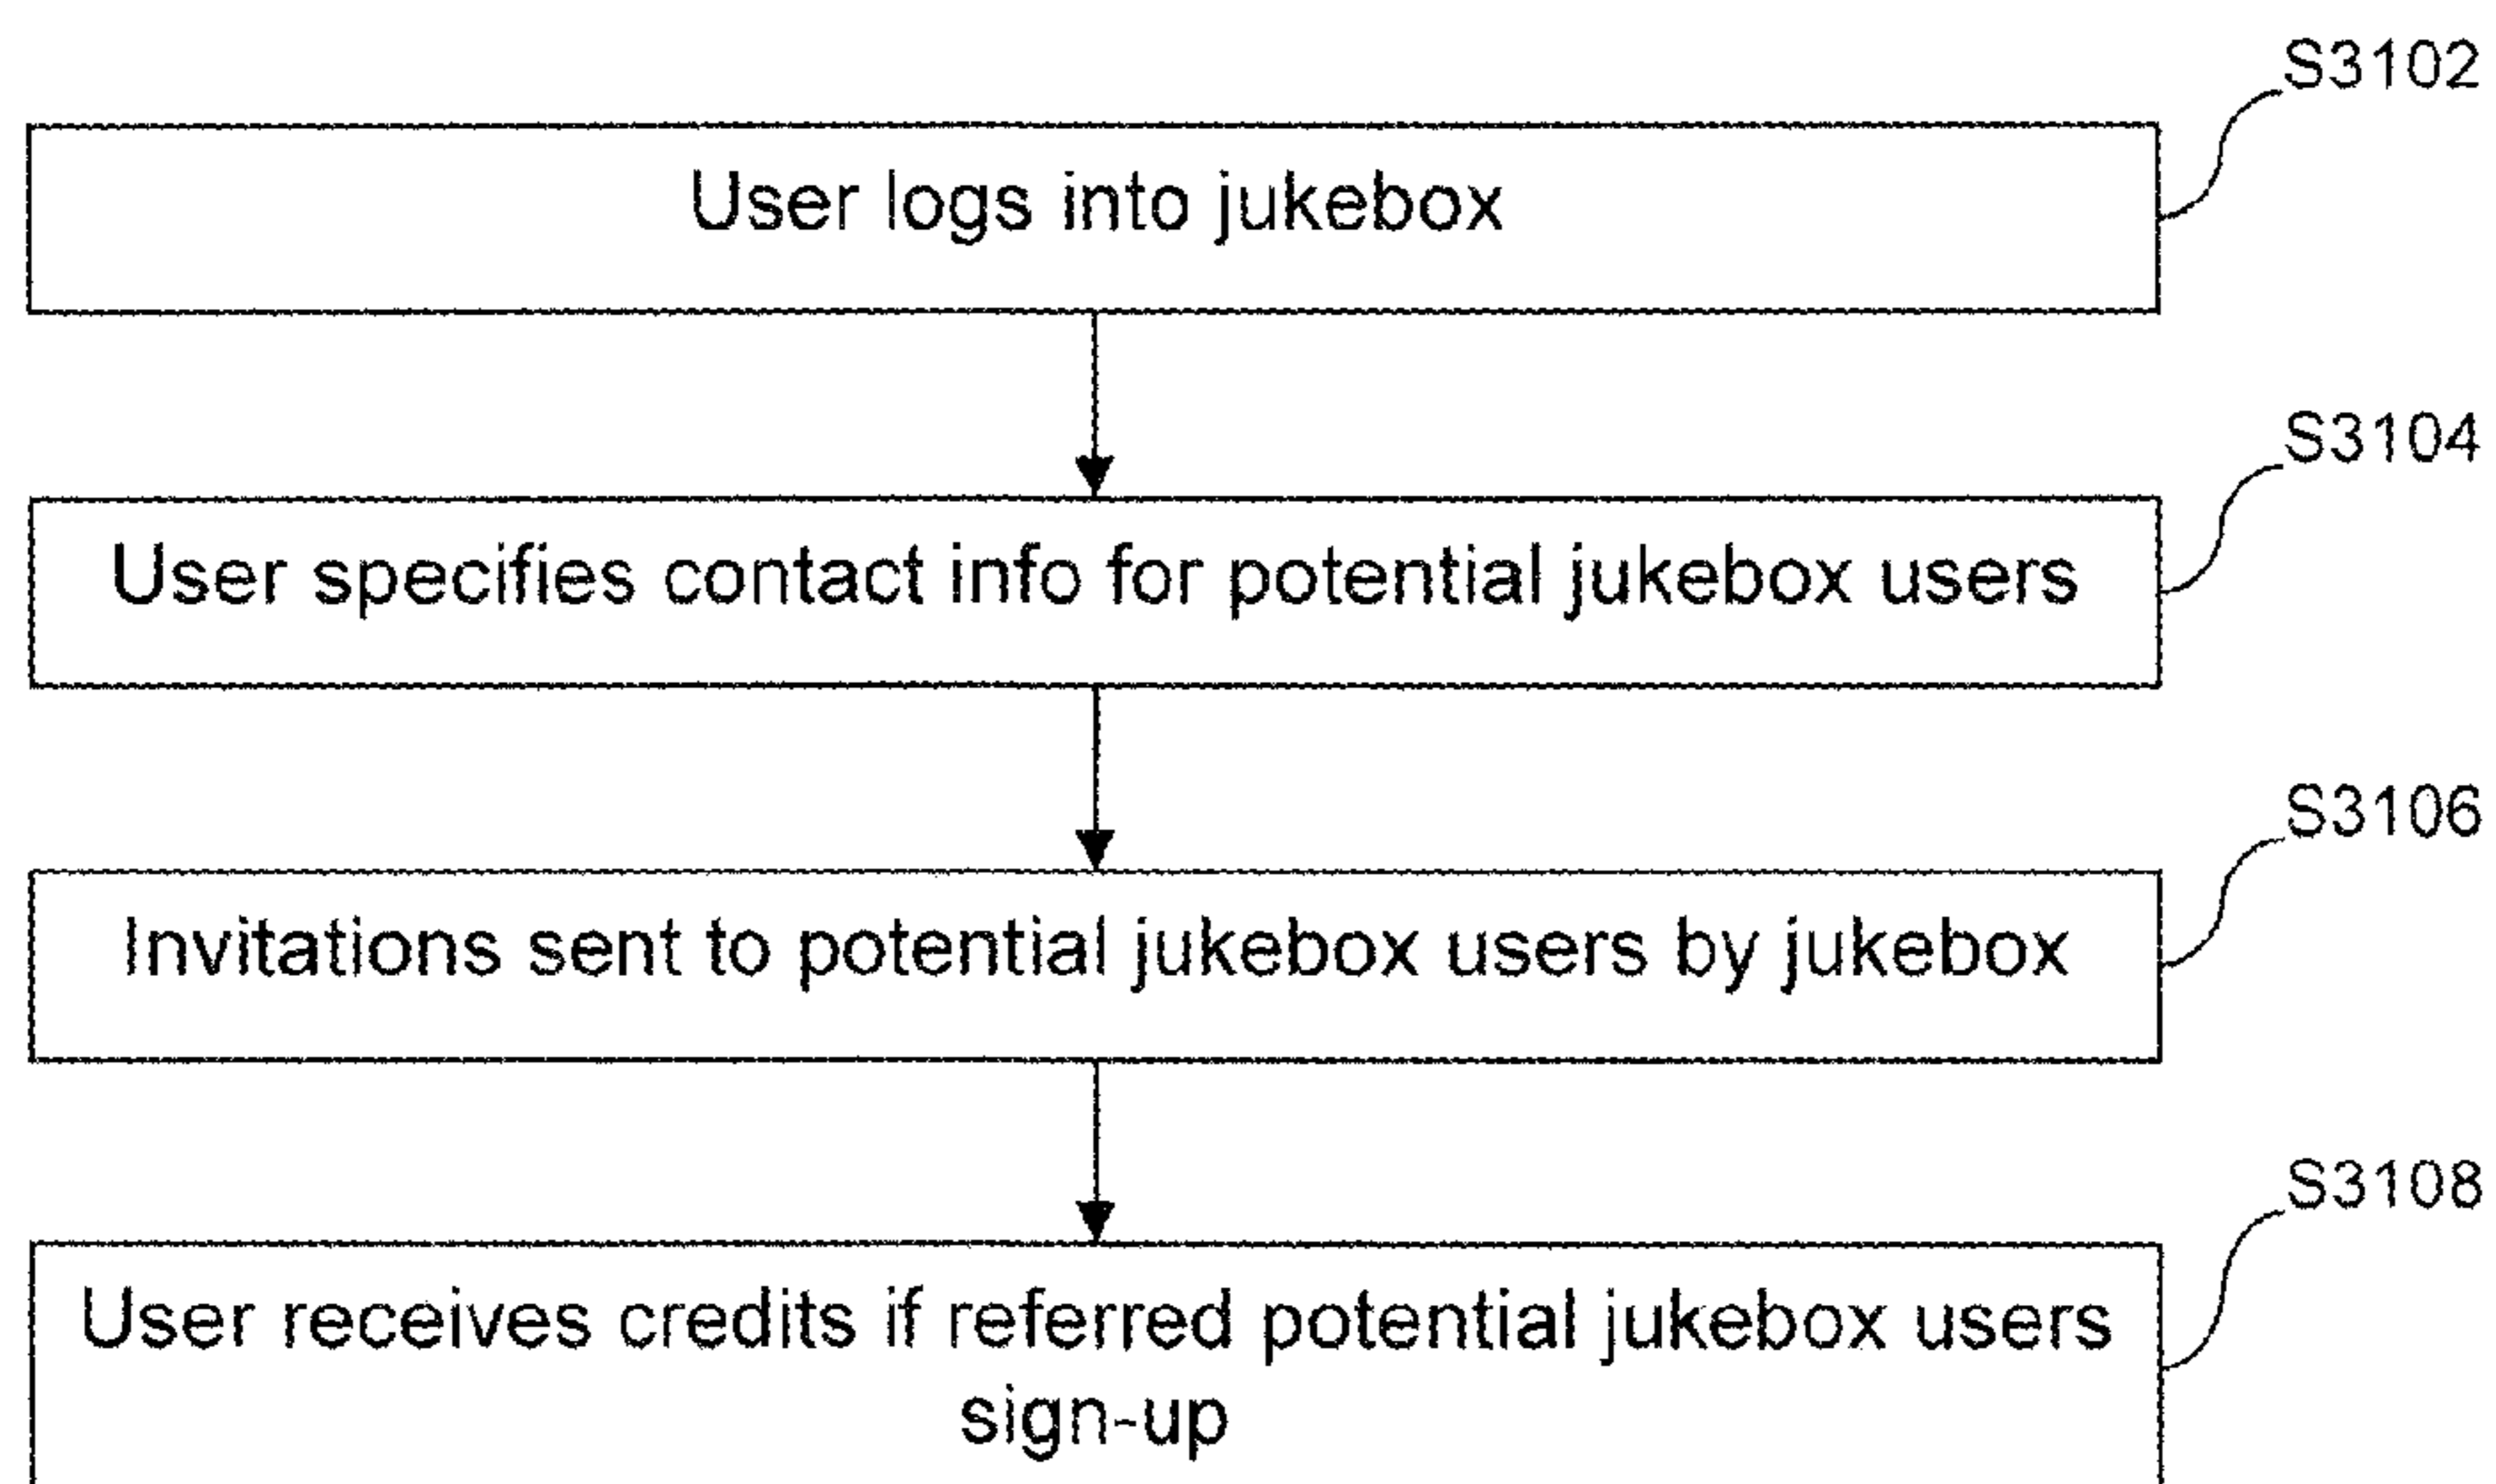 S3102
User logs into jukebox
S3104
User specifies contact info for potential jukebox users
S3106
Invitations sent to potential jukebox users by jukebox
S3108
User receives credits if referred potential jukebox users
sign-up